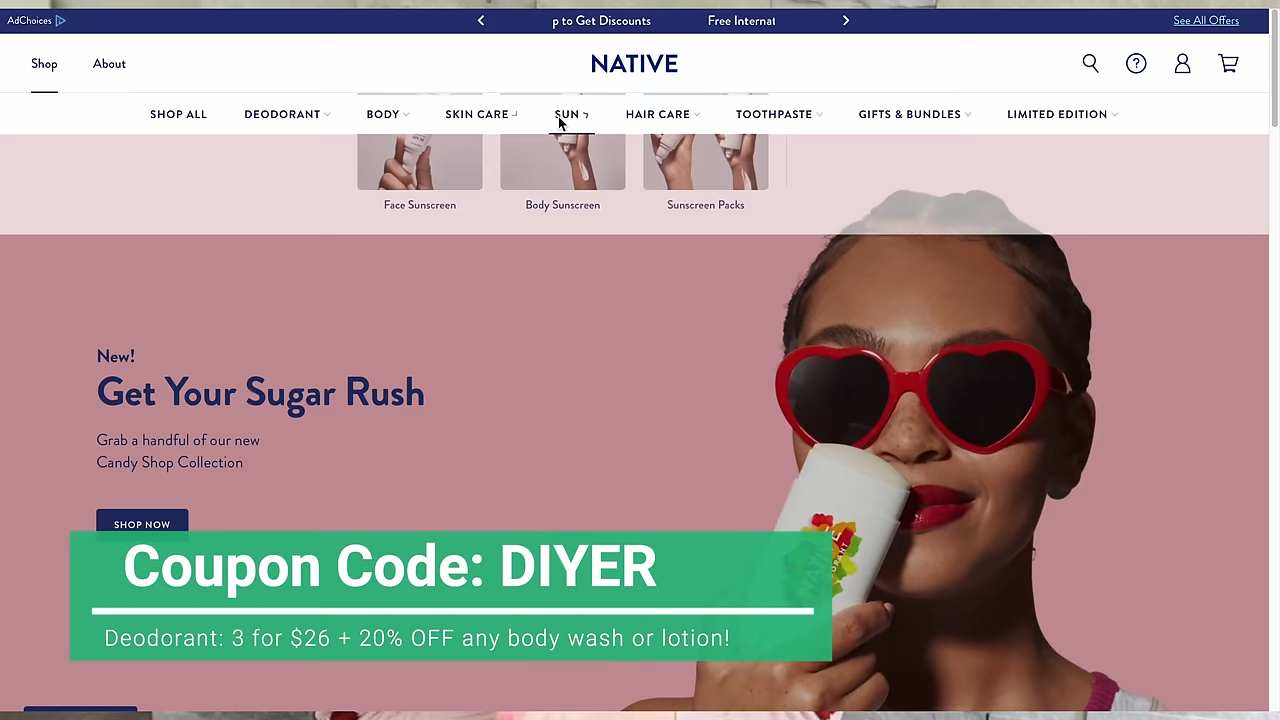 AdChoices
p to Get Discounts
Free Internat
See All Offers
Shop
About
NATIVE
SHOP ALL
DEODORANT
BODY
SKIN CARE
SUN
HAIR CARE
TOOTHPASTE
GIFTS & BUNDLES
LIMITED EDITION
Face Sunscreen
Body Sunscreen
Sunscreen Packs
New!
Get Your Sugar Rush
Grab a handful of our new
Candy Shop Collection
SHOP NOW
Coupon Code: DIYER
Deodorant: 3 for $26 + 20% OFF any body wash or lotion!